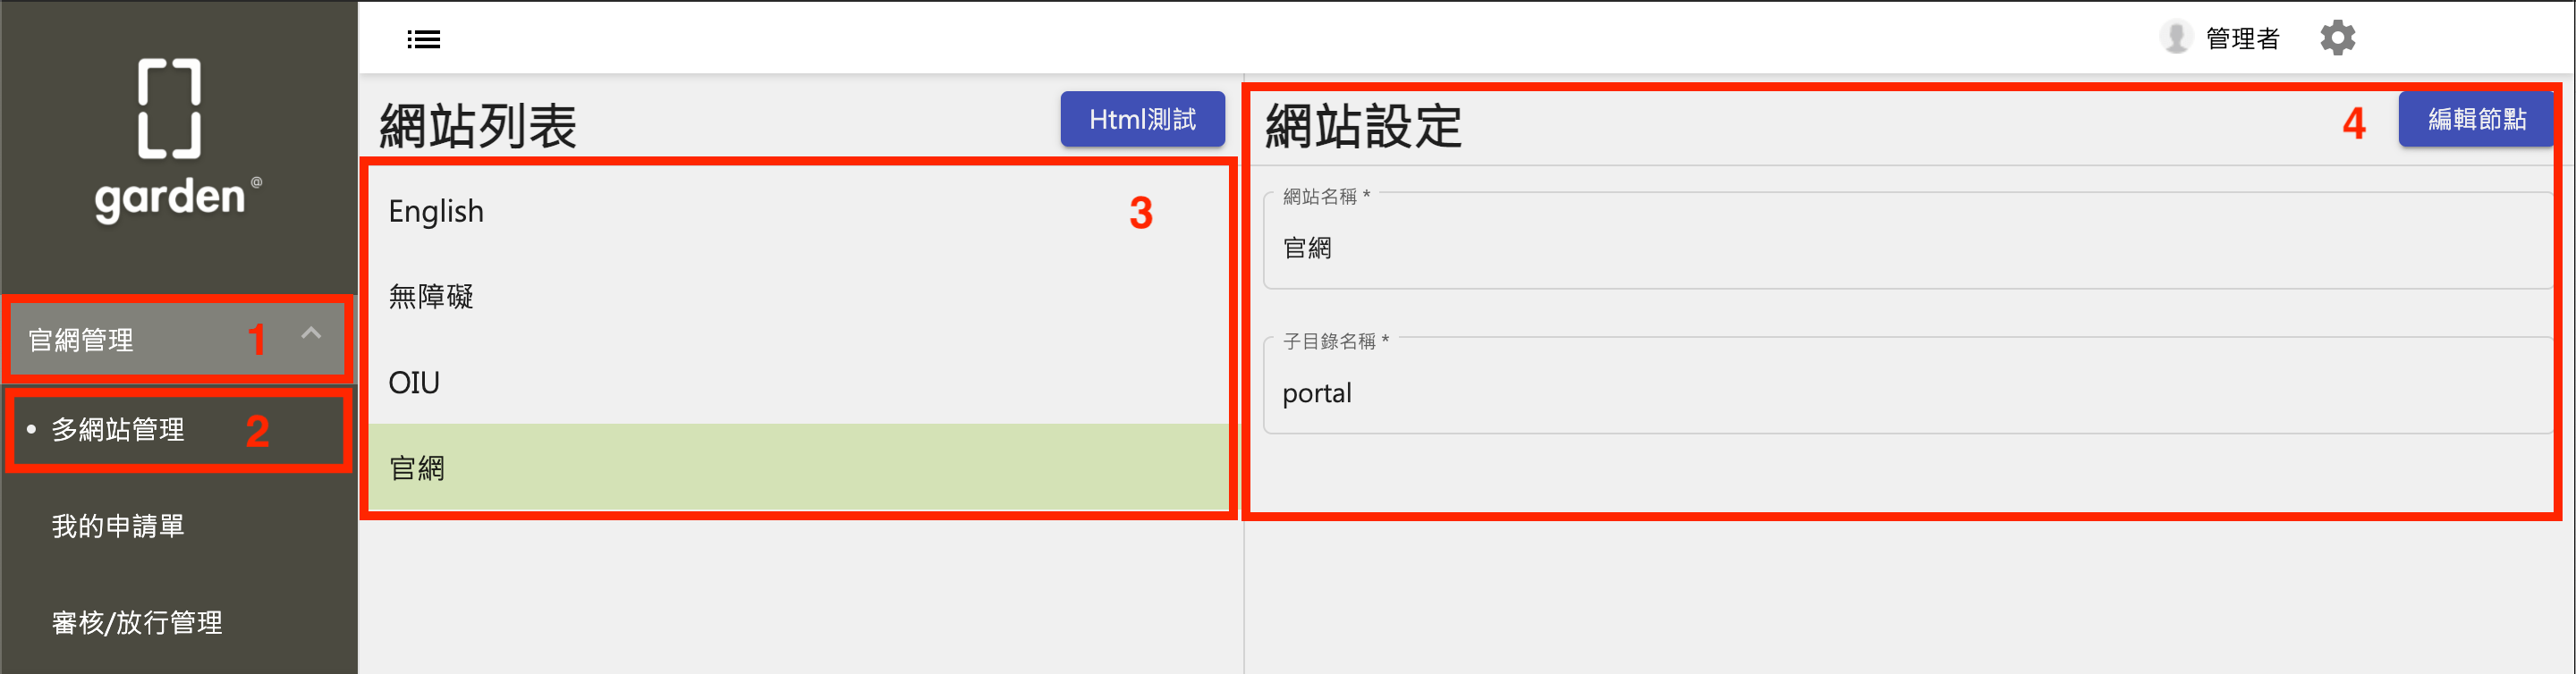 garden @
官網管理 1
多網站管理 2
我的申請單
審核/放行管理
管理者
網站列表
Html測試
English
3
無障礙
OIU
官網
網站設定
4
編輯節點
網站名稱 *
官網
子目錄名稱 *
portal